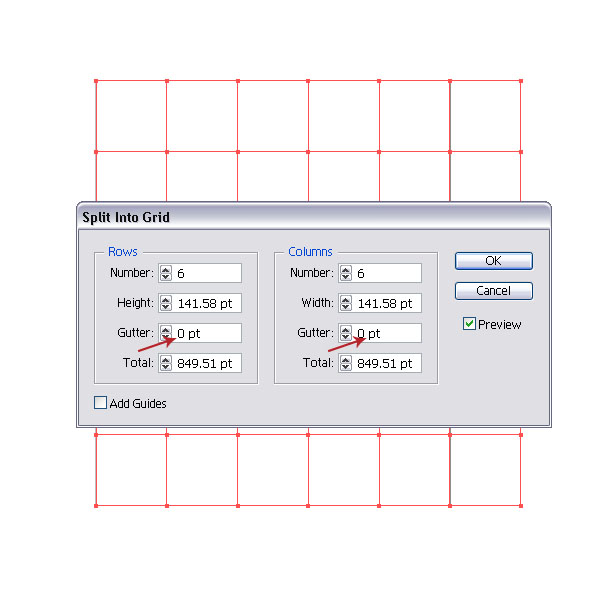 Split Into Grid
Rows
Number: 6
Height: 141.58 pt
Gutter: 0 pt
Total: 849.51 pt
Columns
Number: 6
Width: 141.58 pt
Gutter: 0 pt
Total: 849.51 pt
OK
Cancel
Preview
Add Guides